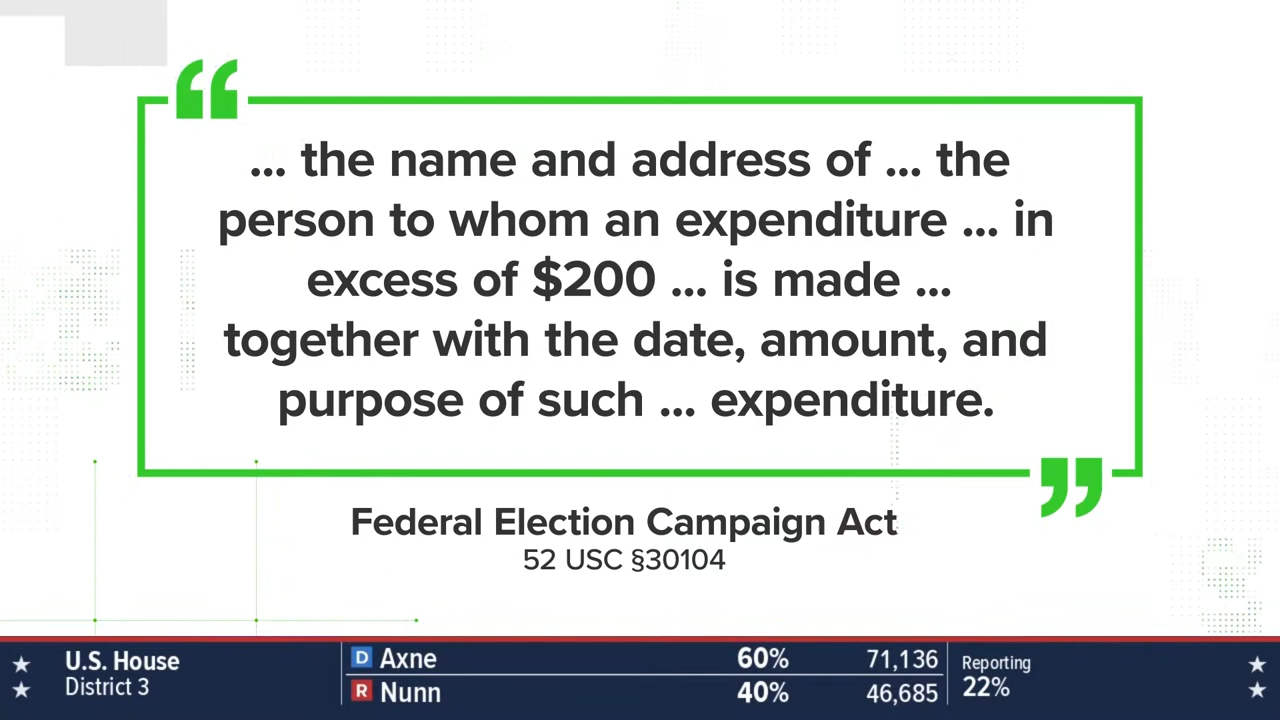 “
... the name and address of ... the
person to whom an expenditure ... in
excess of $200 ... is made ...
together with the date, amount, and
purpose of such ... expenditure.
”
Federal Election Campaign Act
52 USC §30104
U.S. House
District 3
D Axne 60% 71,136
R Nunn 40% 46,685
Reporting
22%